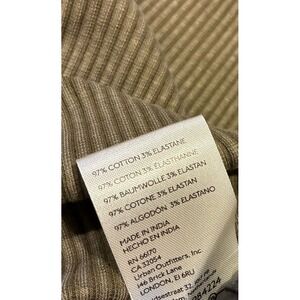 97% COTTON 3% ELASTANE
97% COTON 3% ÉLASTHANNE
97% BAUMWOLLE 3% ELASTAN
97% COTONE 3% ELASTAN
97% ALGODÓN 3% ELASTANO
MADE IN INDIA
HECHO EN INDIA
RN 66170
CA 32054
Urban Outfitters, Inc
146 Brick Lane
LONDON, E1 6RU